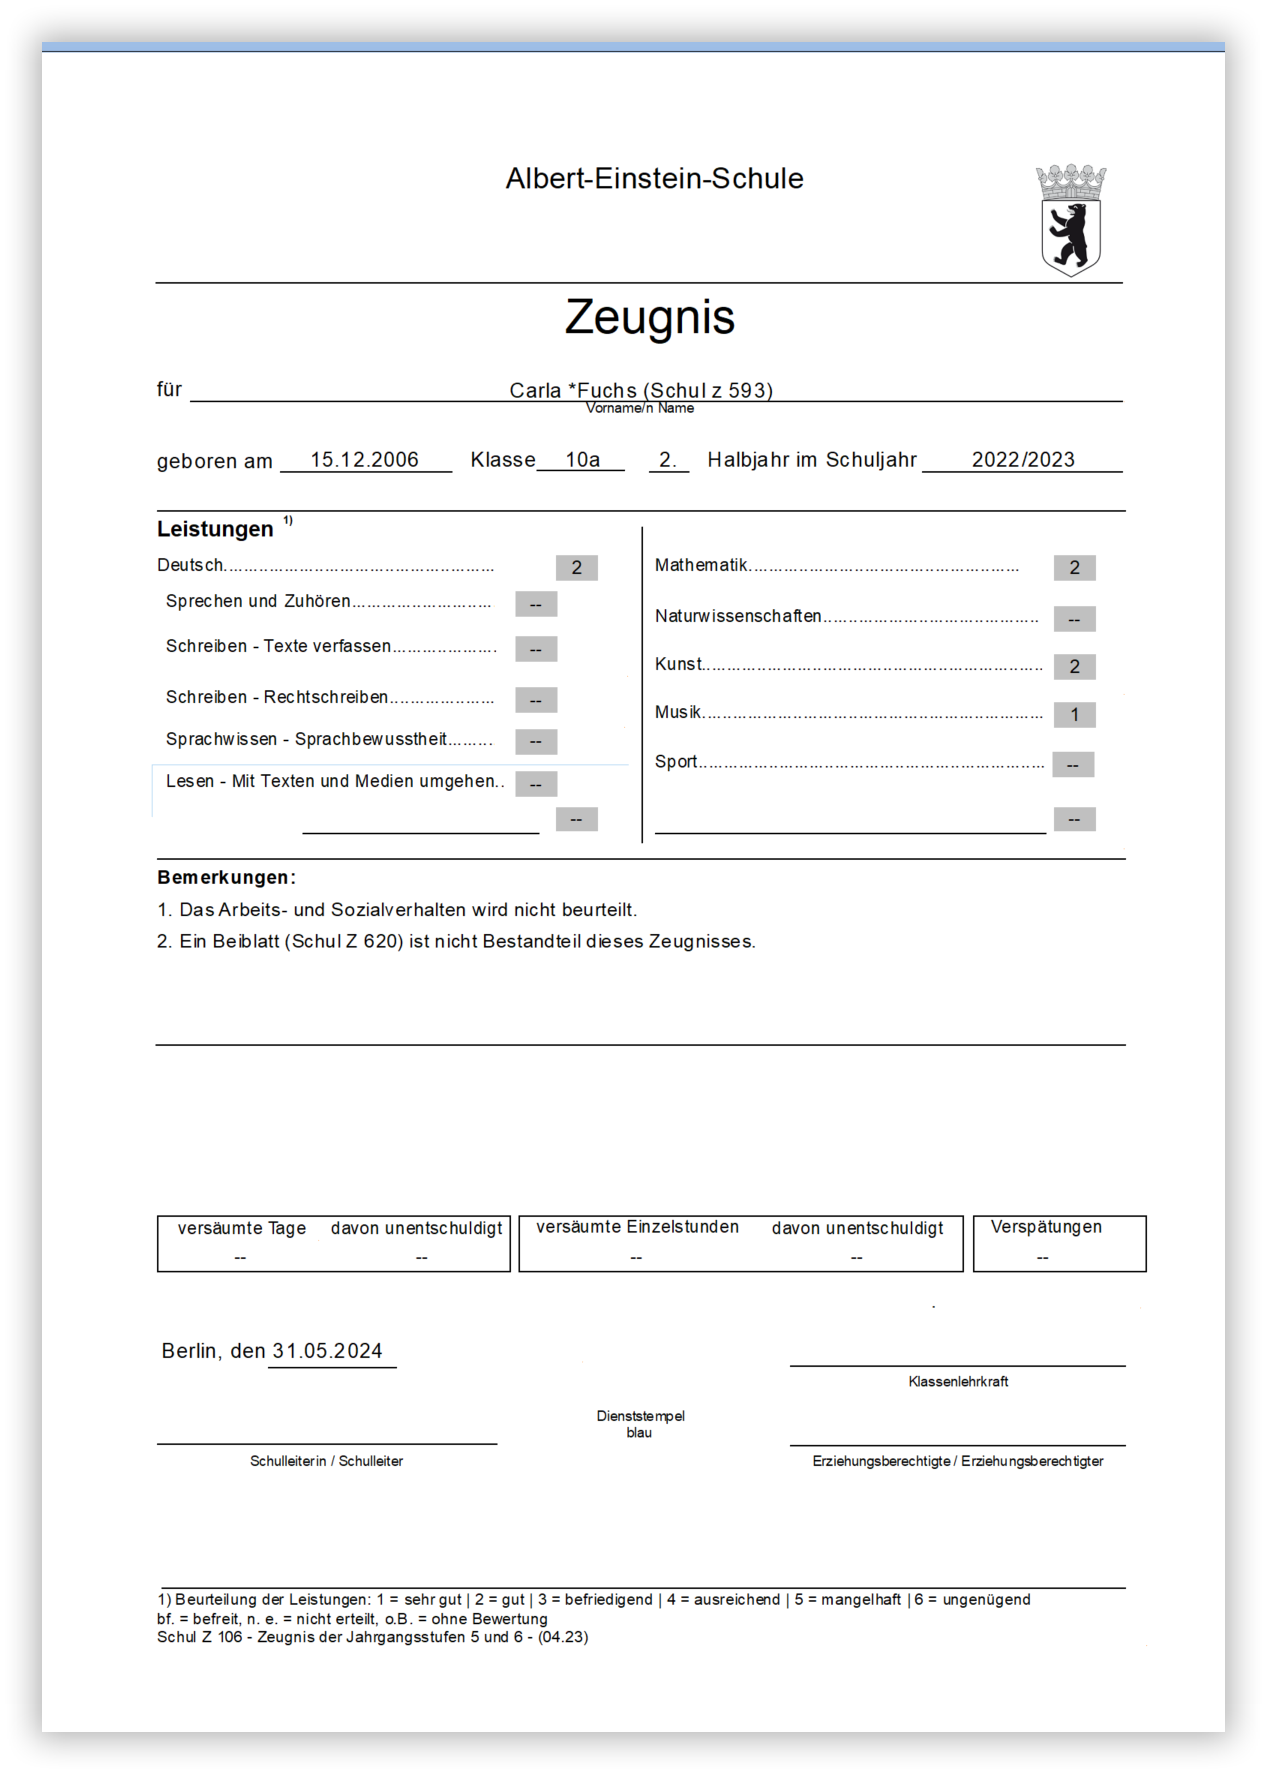 Albert-Einstein-Schule
Zeugnis
für Carla *Fuchs (Schul z 593)
Vorname/n Name
geboren am 15.12.2006 Klasse 10a 2. Halbjahr im Schuljahr 2022/2023
Leistungen 1)
Deutsch.................................................... 2
Sprechen und Zuhören........................... --
Schreiben - Texte verfassen.................... --
Schreiben - Rechtschreiben.................... --
Sprachwissen - Sprachbewusstheit......... --
Lesen - Mit Texten und Medien umgehen.. --
--
Mathematik.................................................... 2
Naturwissenschaften......................................... --
Kunst................................................................. 2
Musik................................................................. 1
Sport.................................................................. --
--
Bemerkungen:
1. Das Arbeits- und Sozialverhalten wird nicht beurteilt.
2. Ein Beiblatt (Schul Z 620) ist nicht Bestandteil dieses Zeugnisses.
versäumte Tage davon unentschuldigt versäumte Einzelstunden davon unentschuldigt Verspätungen
-- -- -- -- --
Berlin, den 31.05.2024
Klassenlehrkraft
Dienststempel
blau
Schulleiterin / Schulleiter Erziehungsberechtigte / Erziehungsberechtigter
1) Beurteilung der Leistungen: 1 = sehr gut | 2 = gut | 3 = befriedigend | 4 = ausreichend | 5 = mangelhaft | 6 = ungenügend
bf. = befreit, n. e. = nicht erteilt, o.B. = ohne Bewertung
Schul Z 106 - Zeugnis der Jahrgangsstufen 5 und 6 - (04.23)